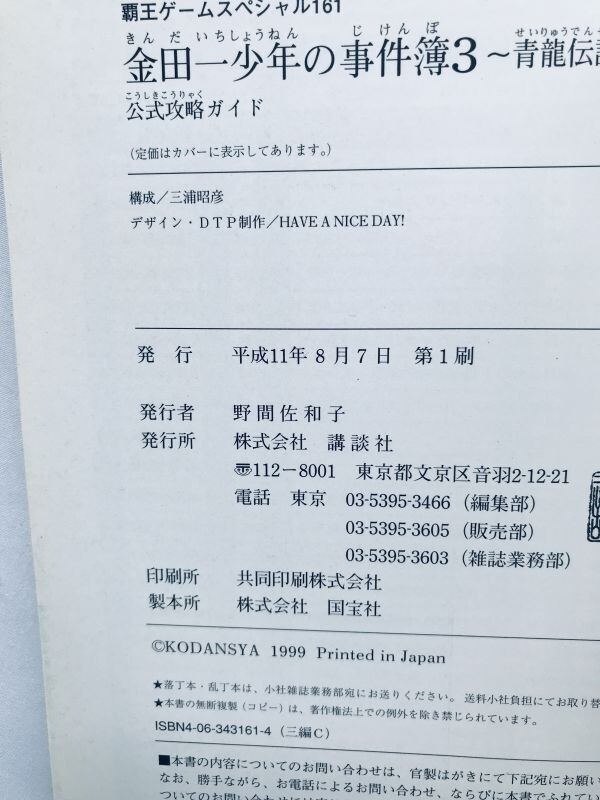 覇王ゲームスペシャル161
きんだいちしょうねん じけんぼ せいりゅうでん
金田一少年の事件簿3～青龍伝
こうしきこうりゃく
公式攻略ガイド
(定価はカバーに表示してあります。)
構成／三浦昭彦
デザイン・DTP制作／HAVE A NICE DAY!
発 行 平成11年8月7日 第1刷
発行者 野間佐和子
発行所 株式会社 講談社
〠112－8001 東京都文京区音羽2-12-21
電話 東京 03-5395-3466(編集部)
03-5395-3605(販売部)
03-5395-3603(雑誌業務部)
印刷所 共同印刷株式会社
製本所 株式会社 国宝社
©KODANSYA 1999 Printed in Japan
★落丁本・乱丁本は、小社雑誌業務部宛にお送りください。送料小社負担にてお取り替
★本書の無断複製(コピー)は、著作権法上での例外を除き禁じられています。
ISBN4-06-343161-4(三編C)
■本書の内容についてのお問い合わせは、官製はがきにて下記宛にお願い
なお、勝手ながら、お電話によるお問い合わせ、ならびに本書でふれてい